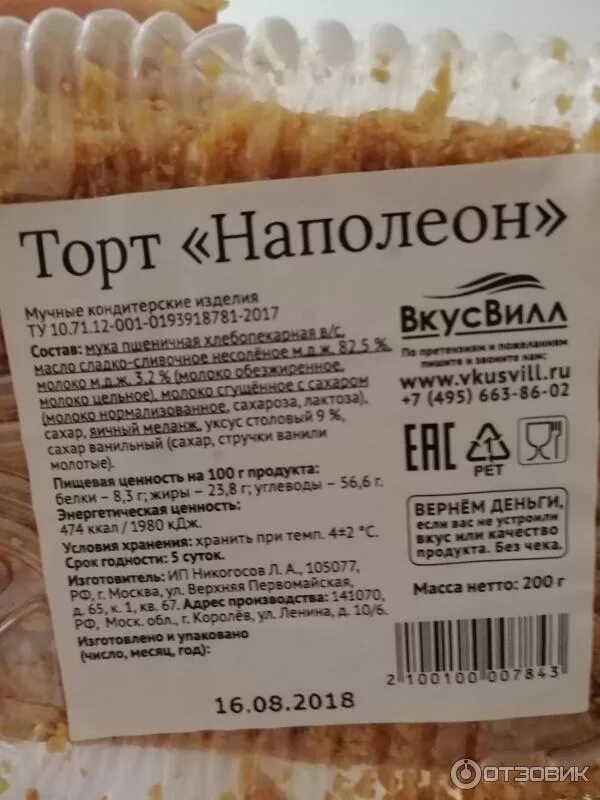 Торт «Наполеон»
Мучные кондитерские изделия
ТУ 10.71.12-001-0193918781-2017
Состав: мука пшеничная хлебопекарная в/с,
масло сладко-сливочное несолёное м.д.ж. 82,5 %,
молоко м.д.ж. 3,2 % (молоко обезжиренное,
молоко цельное), молоко сгущённое с сахаром
(молоко нормализованное, сахароза, лактоза),
сахар, яичный меланж, уксус столовый 9 %,
сахар ванильный (сахар, стручки ванили
молотые).
Пищевая ценность на 100 г продукта:
белки – 8,3 г; жиры – 23,8 г; углеводы – 56,6 г.
Энергетическая ценность:
474 ккал / 1980 кДж.
Условия хранения: хранить при темп. 4±2 °С.
Срок годности: 5 суток.
Изготовитель: ИП Никогосов Л. А., 105077,
РФ, г. Москва, ул. Верхняя Первомайская,
д. 65, к. 1, кв. 67. Адрес производства: 141070,
РФ, Моск. обл., г. Королёв, ул. Ленина, д. 10/6.
Изготовлено и упаковано
(число, месяц, год):
16.08.2018
ВкусВилл
По претензиям и пожеланиям
пишите и звоните нам:
www.vkusvill.ru
+7 (495) 663-86-02
EAC
PET
ВЕРНЁМ ДЕНЬГИ,
если вас не устроили
вкус или качество
продукта. Без чека.
Масса нетто: 200 г
2 100100 007843
ОТЗОВИК